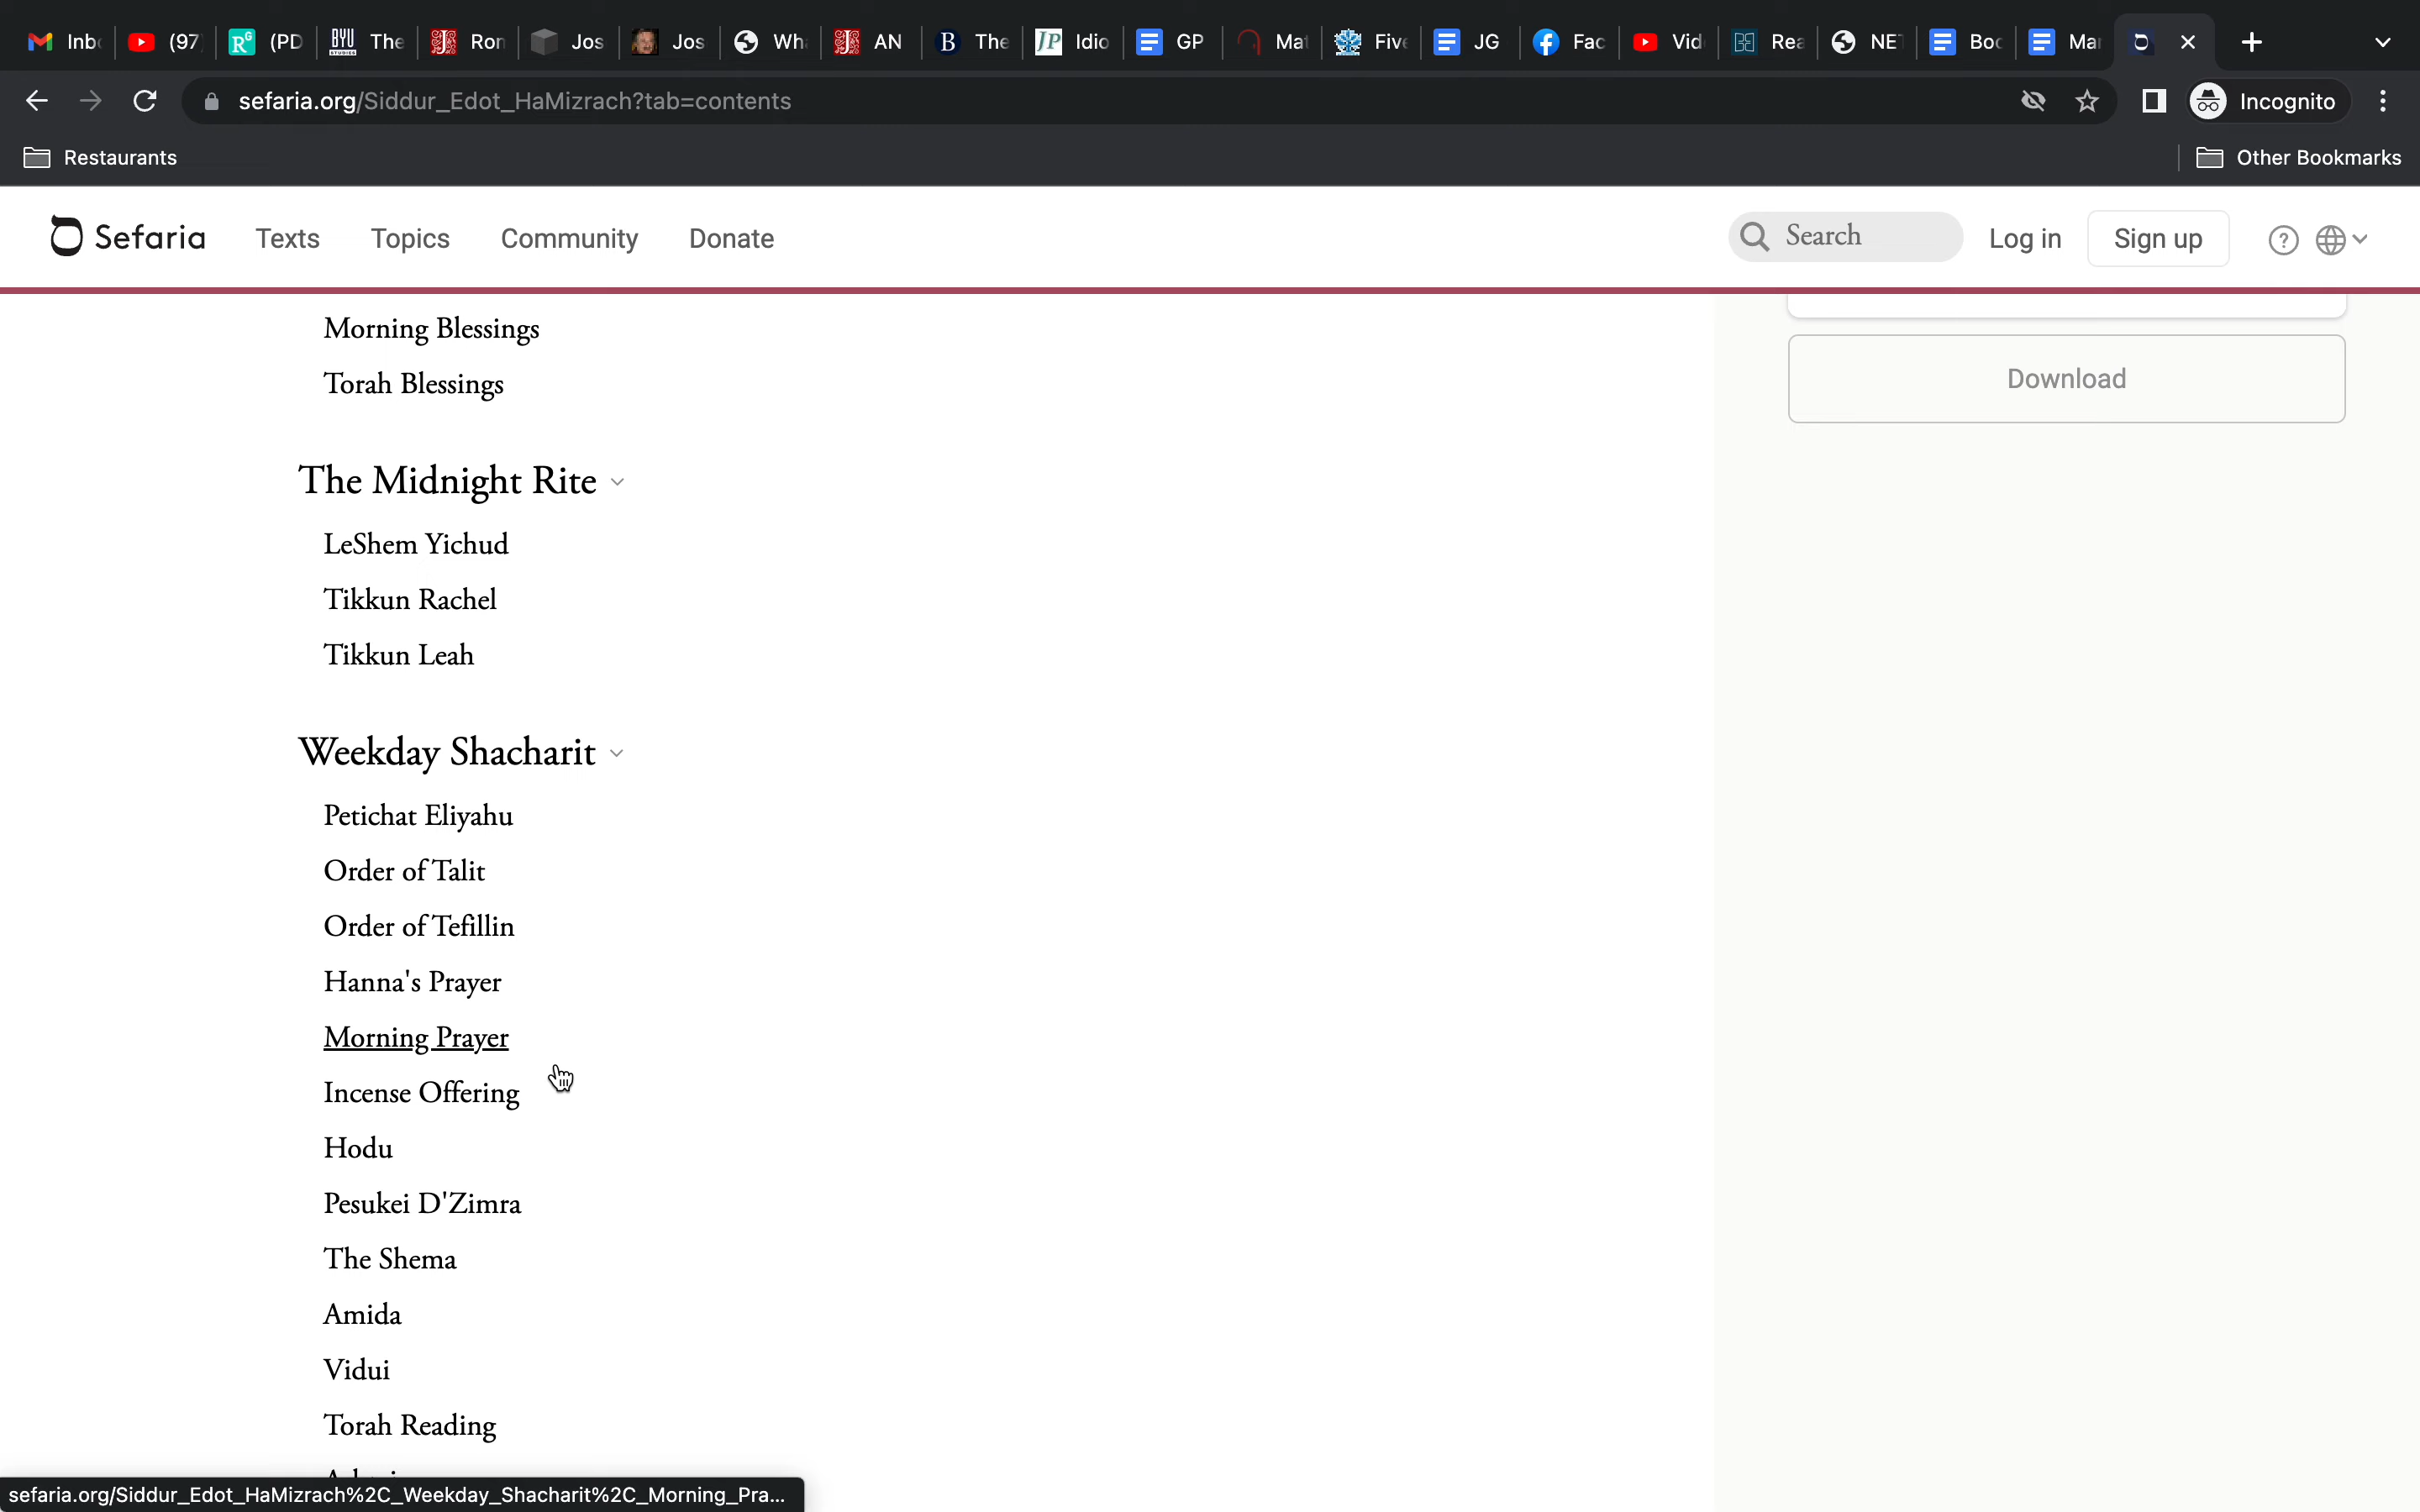 Inb (97 (PD The Ron Jos Jos Wh AN The Idio GP Mat Five JG Fac Vid Rea NE Boo Mar
sefaria.org/Siddur_Edot_HaMizrach?tab=contents Incognito
Restaurants Other Bookmarks
Sefaria Texts Topics Community Donate Search Log in Sign up
Morning Blessings
Torah Blessings
Download
The Midnight Rite
LeShem Yichud
Tikkun Rachel
Tikkun Leah
Weekday Shacharit
Petichat Eliyahu
Order of Talit
Order of Tefillin
Hanna's Prayer
Morning Prayer
Incense Offering
Hodu
Pesukei D'Zimra
The Shema
Amida
Vidui
Torah Reading
sefaria.org/Siddur_Edot_HaMizrach%2C_Weekday_Shacharit%2C_Morning_Pra...